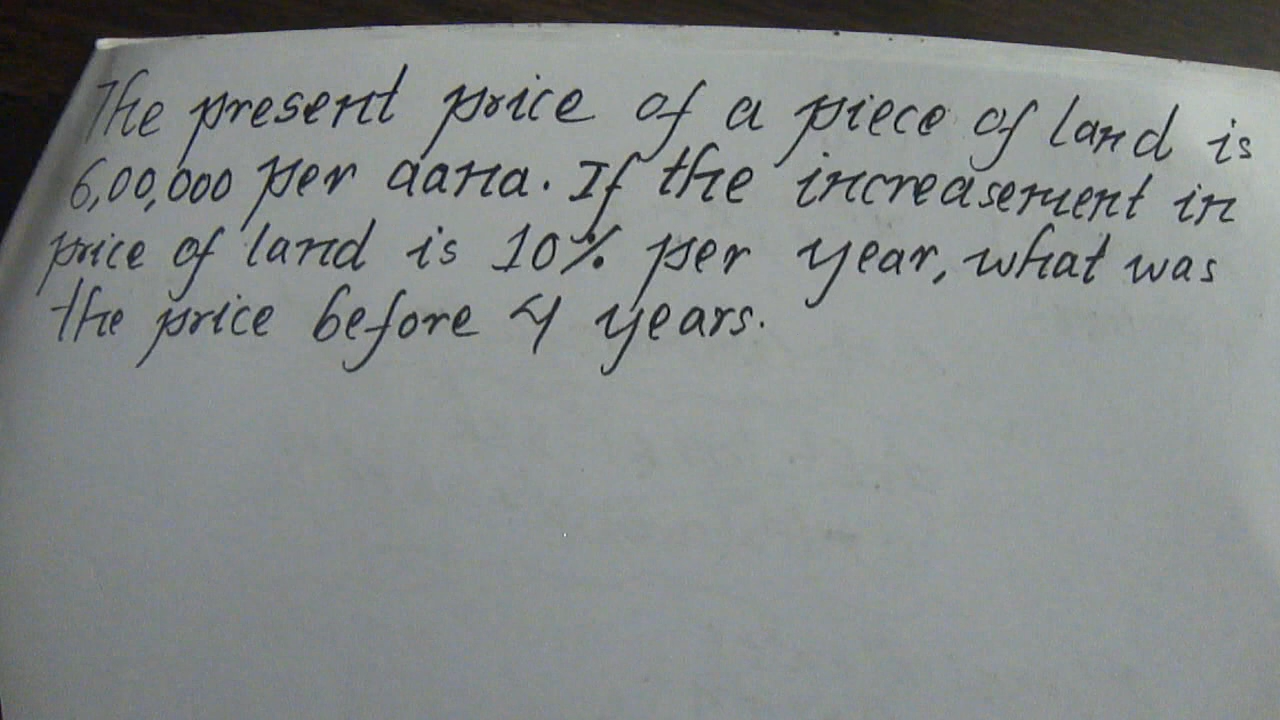 The present price of a piece of land is
6,00,000 per aana. If the increasement in
price of land is 10% per year, what was
the price before 4 years.